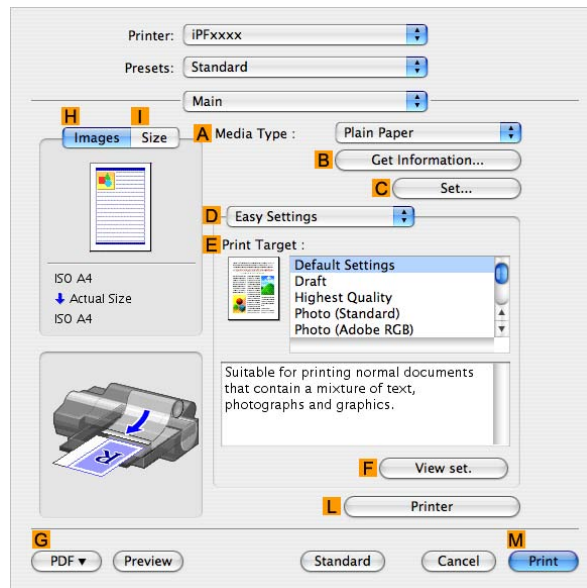 Printer: iPFxxxx
Presets: Standard
Main
H I
Images Size
A Media Type : Plain Paper
B Get Information...
C Set...
D Easy Settings
E Print Target :
Default Settings
Draft
Highest Quality
Photo (Standard)
Photo (Adobe RGB)
ISO A4
Actual Size
ISO A4
Suitable for printing normal documents
that contain a mixture of text,
photographs and graphics.
R
F View set.
L Printer
G M
PDF ▼ Preview Standard Cancel Print